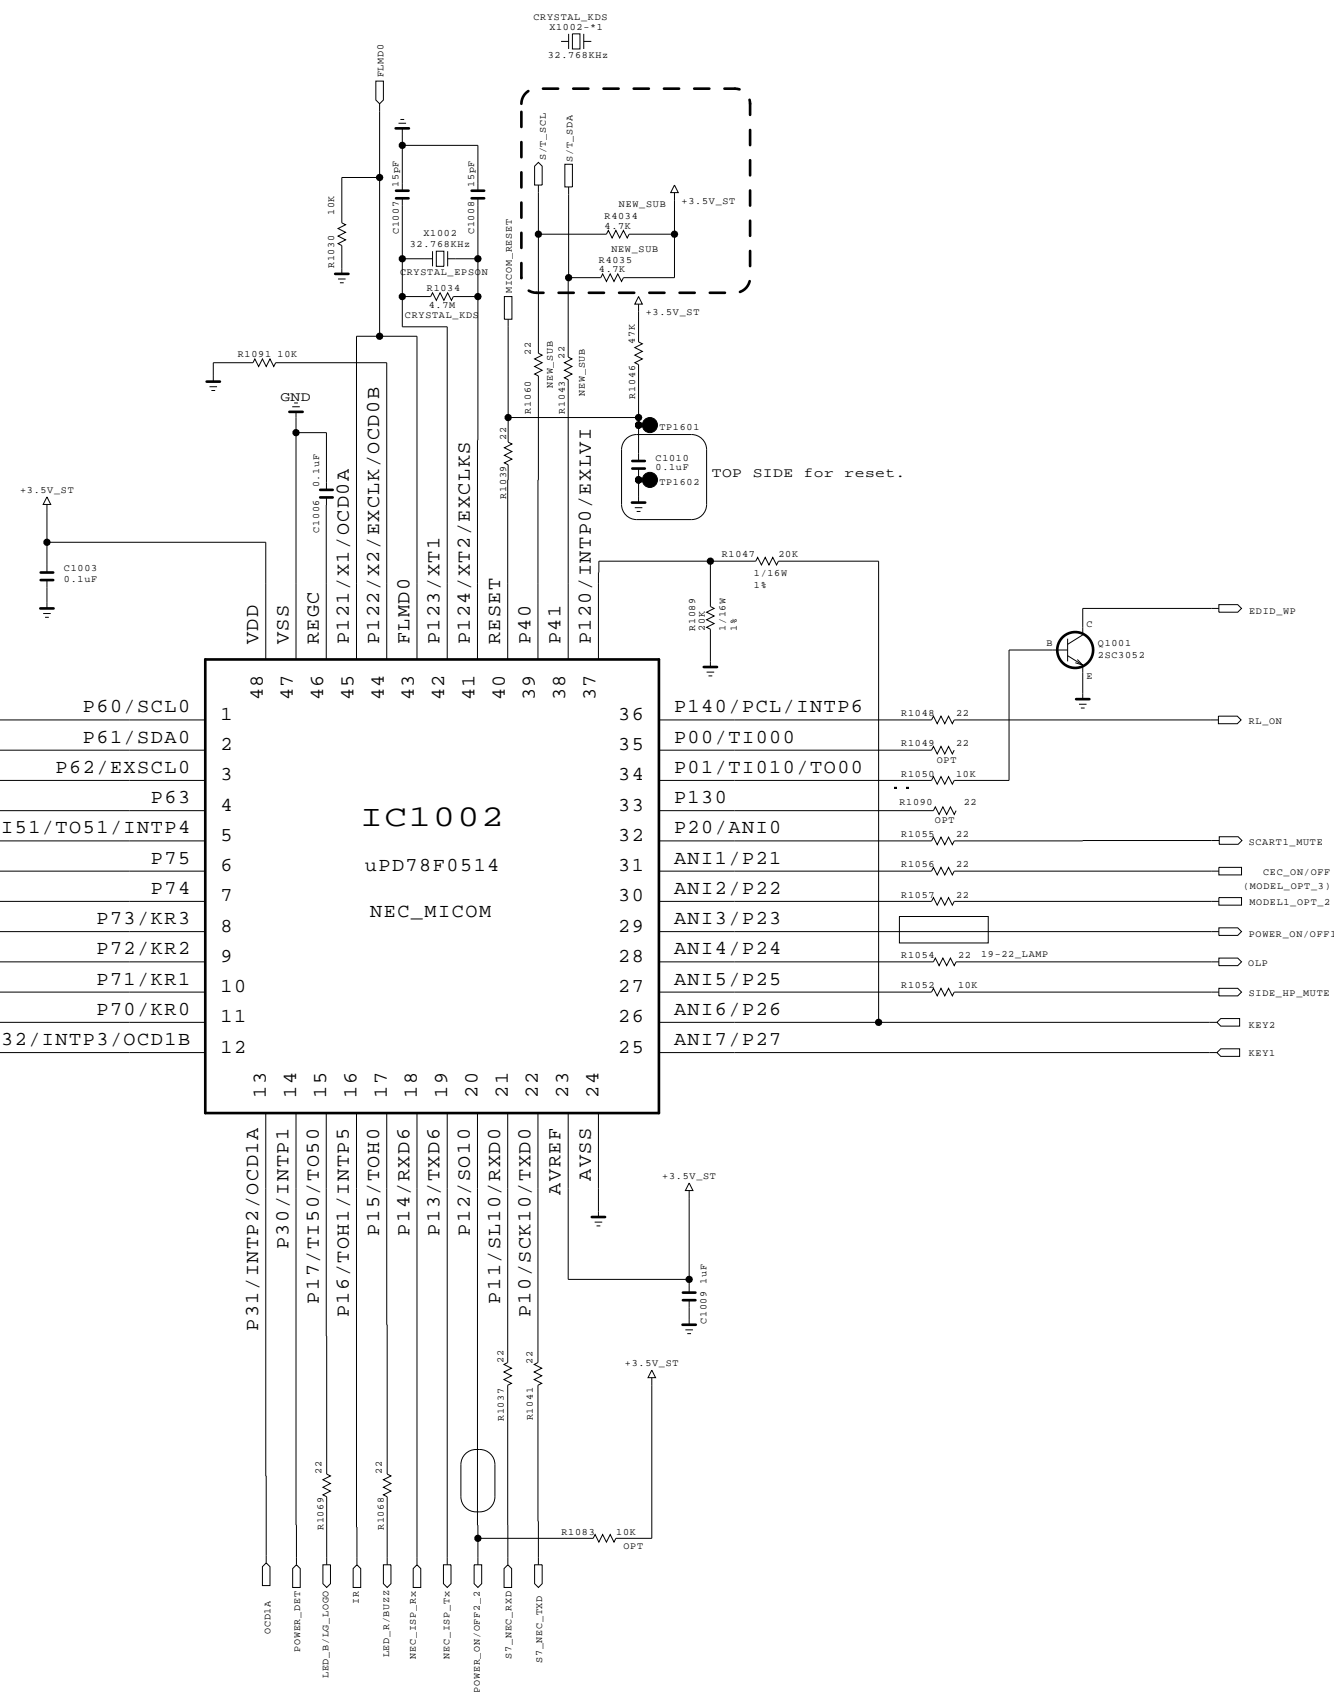 CRYSTAL_KDS
X1002-*1
32.768KHz
FLMD0
S/T_SCL
S/T_SDA
+3.5V_ST
NEW_SUB
R4034
4.7K
NEW_SUB
R4035
4.7K
15pF
C1007
15pF
C1008
10K
R1030
X1002
32.768KHz
CRYSTAL_EPSON
R1034
4.7M
CRYSTAL_KDS
MICOM_RESET
+3.5V_ST
47K
R1046
22
R1060
NEW_SUB
22
R1043
NEW_SUB
R1091 10K
GND
TP1601
C1010
0.1uF
TP1602
TOP SIDE for reset.
22
R1039
0.1uF
C1006
+3.5V_ST
C1003
0.1uF
R1047 20K
1/16W
1%
R1089
20K
1/16W
1%
EDID_WP
C
B
Q1001
2SC3052
E
VDD
VSS
REGC
P121/X1/OCD0A
P122/X2/EXCLK/OCD0B
FLMD0
P123/XT1
P124/XT2/EXCLKS
RESET
P40
P41
P120/INTP0/EXLVI
48
47
46
45
44
43
42
41
40
39
38
37
P60/SCL0 1
P61/SDA0 2
P62/EXSCL0 3
P63 4
I51/TO51/INTP4 5
P75 6
P74 7
P73/KR3 8
P72/KR2 9
P71/KR1 10
P70/KR0 11
32/INTP3/OCD1B 12
IC1002
uPD78F0514
NEC_MICOM
36 P140/PCL/INTP6 R1048 22 RL_ON
35 P00/TI000 R1049 22
OPT
34 P01/TI010/TO00 R1050 10K
33 P130 R1090 22
OPT
32 P20/ANI0 R1055 22 SCART1_MUTE
31 ANI1/P21 R1056 22 CEC_ON/OFF
(MODEL_OPT_3)
30 ANI2/P22 R1057 22 MODEL1_OPT_2
29 ANI3/P23 POWER_ON/OFF1
28 ANI4/P24 R1054 22 19-22_LAMP OLP
27 ANI5/P25 R1052 10K SIDE_HP_MUTE
26 ANI6/P26 KEY2
25 ANI7/P27 KEY1
13
14
15
16
17
18
19
20
21
22
23
24
P31/INTP2/OCD1A
P30/INTP1
P17/TI50/TO50
P16/TOH1/INTP5
P15/TOH0
P14/RXD6
P13/TXD6
P12/SO10
P11/SL10/RXD0
P10/SCK10/TXD0
AVREF
AVSS
+3.5V_ST
C1009 1uF
+3.5V_ST
22
R1037
22
R1041
22
R1069
22
R1068
R1083 10K
OPT
OCD1A
POWER_DET
LED_B/LG_LOGO
IR
LED_R/BUZZ
NEC_ISP_Rx
NEC_ISP_Tx
POWER_ON/OFF2_2
S7_NEC_RXD
S7_NEC_TXD